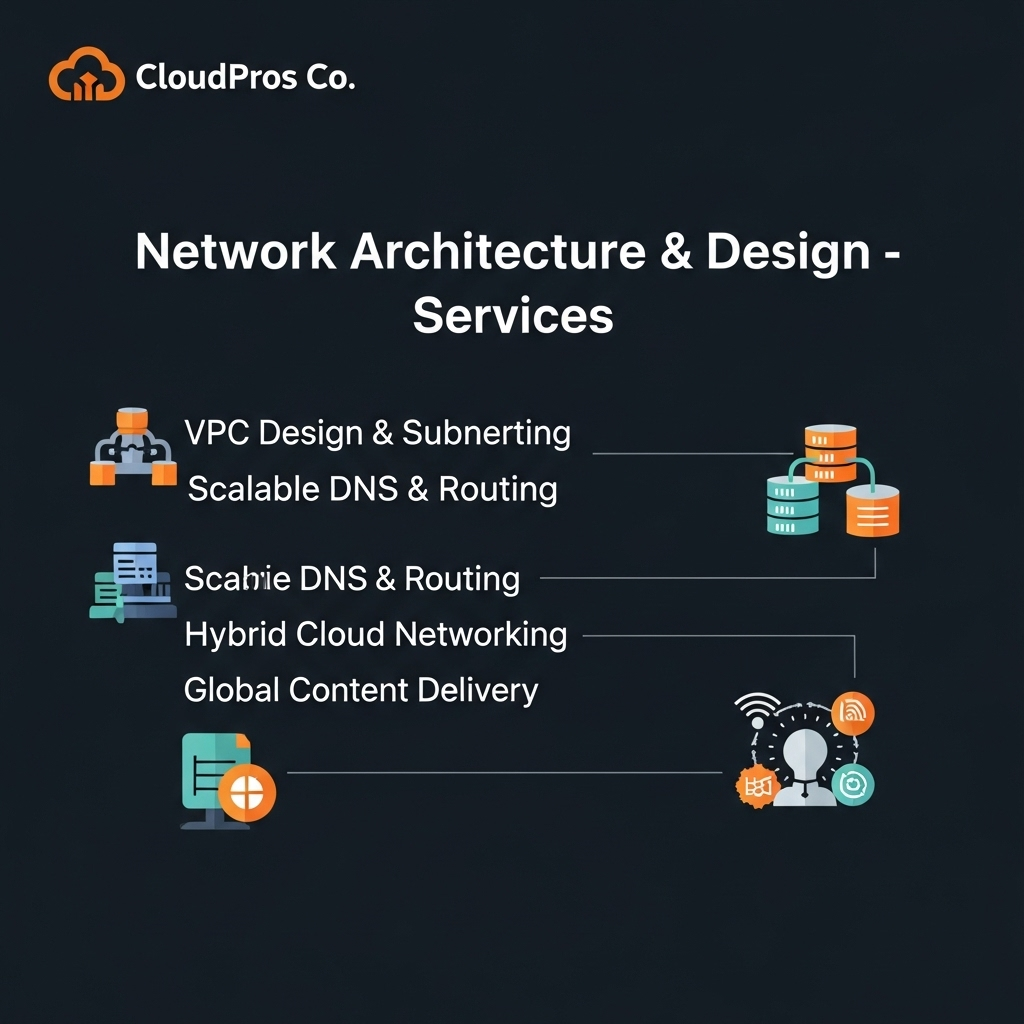 CloudPros Co.
Network Architecture & Design -
Services
VPC Design & Subnerting
Scalable DNS & Routing
DNS & Routing
Hybrid Cloud Networking
Global Content Delivery